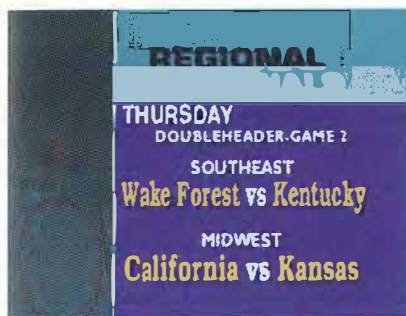 REGIONAL
THURSDAY
DOUBLEHEADER-GAME 2
SOUTHEAST
Wake Forest vs Kentucky
MIDWEST
California vs Kansas